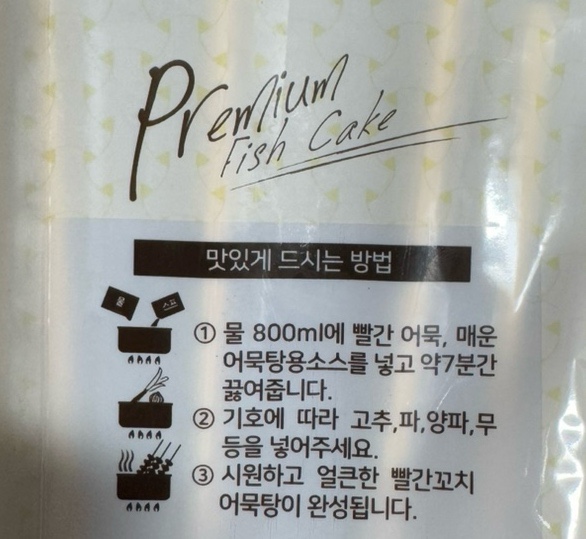 Premium
Fish Cake
맛있게 드시는 방법
물
스프
① 물 800ml에 빨간 어묵, 매운
어묵탕용소스를 넣고 약7분간
끓여줍니다.
② 기호에 따라 고추,파,양파,무
등을 넣어주세요.
③ 시원하고 얼큰한 빨간꼬치
어묵탕이 완성됩니다.